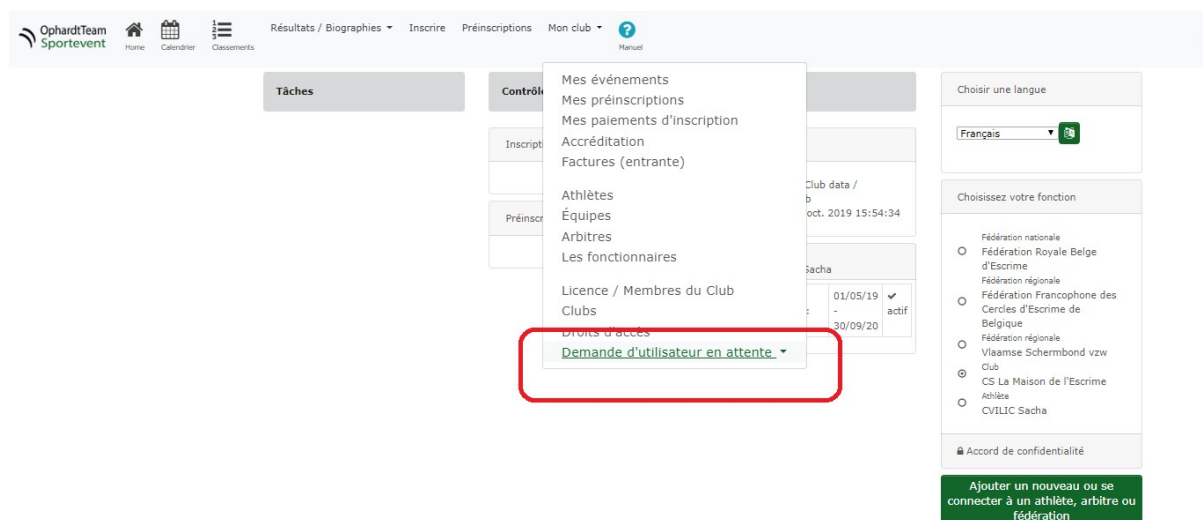 OphardtTeam
Sportevent
Home
Calendrier
Classements
Résultats / Biographies
Inscrire
Préinscriptions
Mon club
Manuel
Tâches
Contrôle
Inscripti
Préinscr
Mes événements
Mes préinscriptions
Mes paiements d'inscription
Accréditation
Factures (entrante)
Athlètes
Équipes
Arbitres
Les fonctionnaires
Licence / Membres du Club
Clubs
Droits d'accès
Demande d'utilisateur en attente
Club data /
b
oct. 2019 15:54:34
Sacha
: 01/05/19 - 30/09/20
actif
Choisir une langue
Français
Choisissez votre fonction
Fédération nationale
Fédération Royale Belge
d'Escrime
Fédération régionale
Fédération Francophone des
Cercles d'Escrime de
Belgique
Fédération régionale
Vlaamse Schermbond vzw
Club
CS La Maison de l'Escrime
Athlète
CVILIC Sacha
Accord de confidentialité
Ajouter un nouveau ou se
connecter à un athlète, arbitre ou
fédération